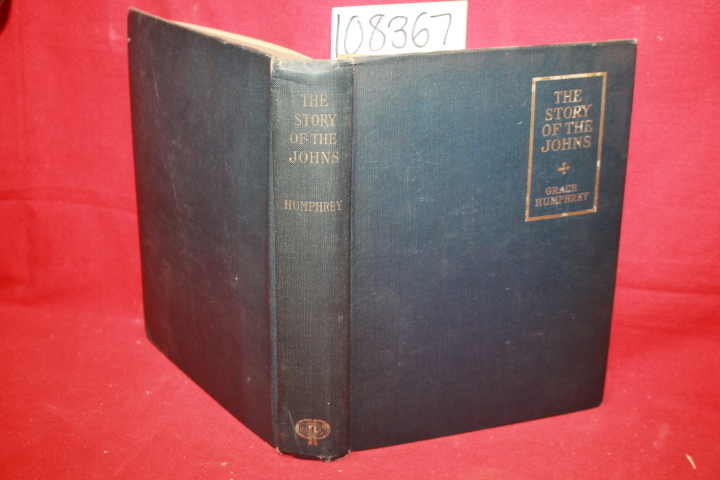 108367
THE
STORY
OF THE
JOHNS
HUMPHREY
THE
STORY
OF THE
JOHNS
GRACE
HUMPHREY